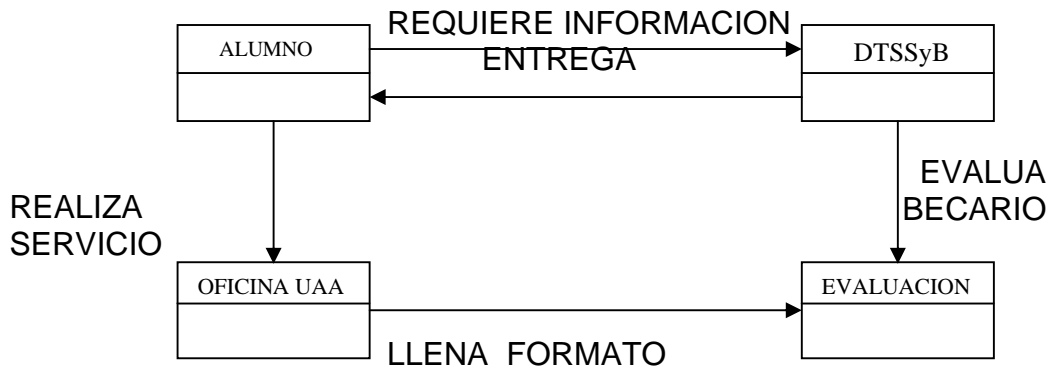 REQUIERE INFORMACION
ENTREGA
ALUMNO
DTSSyB
REALIZA
SERVICIO
EVALUA
BECARIO
OFICINA UAA
EVALUACION
LLENA FORMATO